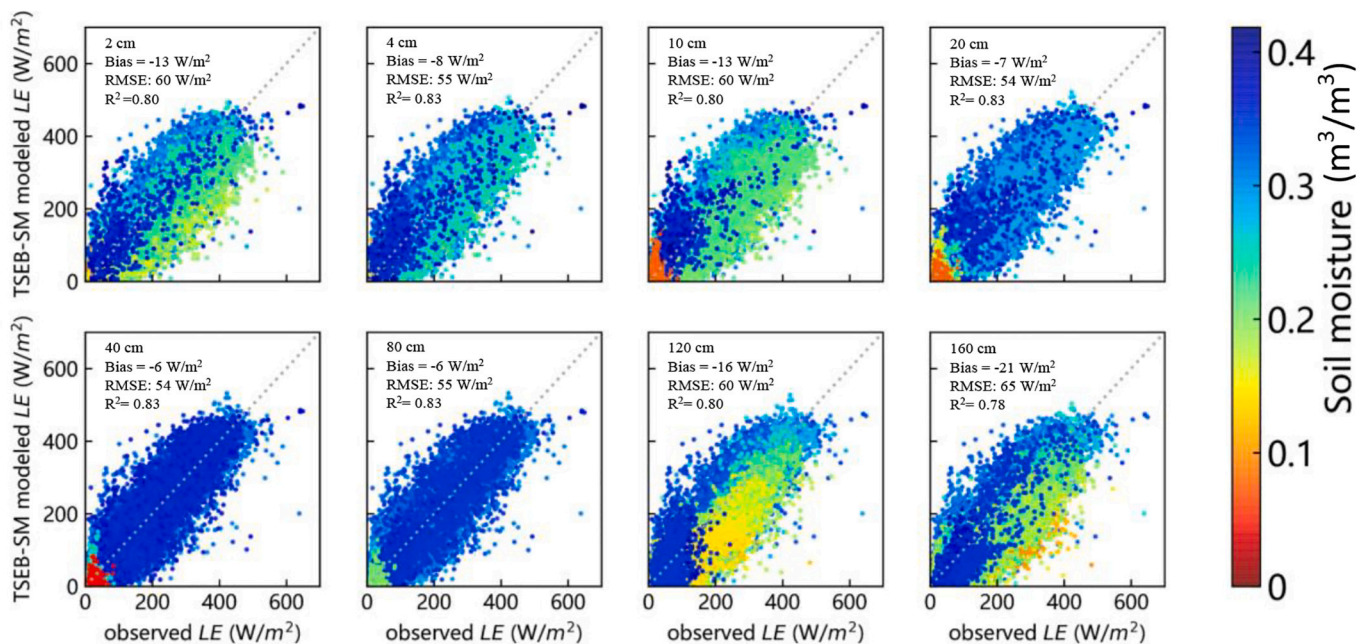 TSEB-SM modeled LE (W/m²)
600
400
200
0
2 cm
Bias = -13 W/m²
RMSE: 60 W/m²
R²=0.80
4 cm
Bias = -8 W/m²
RMSE: 55 W/m²
R²= 0.83
10 cm
Bias = -13 W/m²
RMSE: 60 W/m²
R²= 0.80
20 cm
Bias = -7 W/m²
RMSE: 54 W/m²
R²= 0.83
TSEB-SM modeled LE (W/m²)
600
400
200
0
40 cm
Bias = -6 W/m²
RMSE: 54 W/m²
R²= 0.83
80 cm
Bias = -6 W/m²
RMSE: 55 W/m²
R²= 0.83
120 cm
Bias = -16 W/m²
RMSE: 60 W/m²
R²= 0.80
160 cm
Bias = -21 W/m²
RMSE: 65 W/m²
R²= 0.78
0 200 400 600
0 200 400 600
0 200 400 600
0 200 400 600
observed LE (W/m²)
observed LE (W/m²)
observed LE (W/m²)
observed LE (W/m²)
0.4
0.3
0.2
0.1
0
Soil moisture (m³/m³)